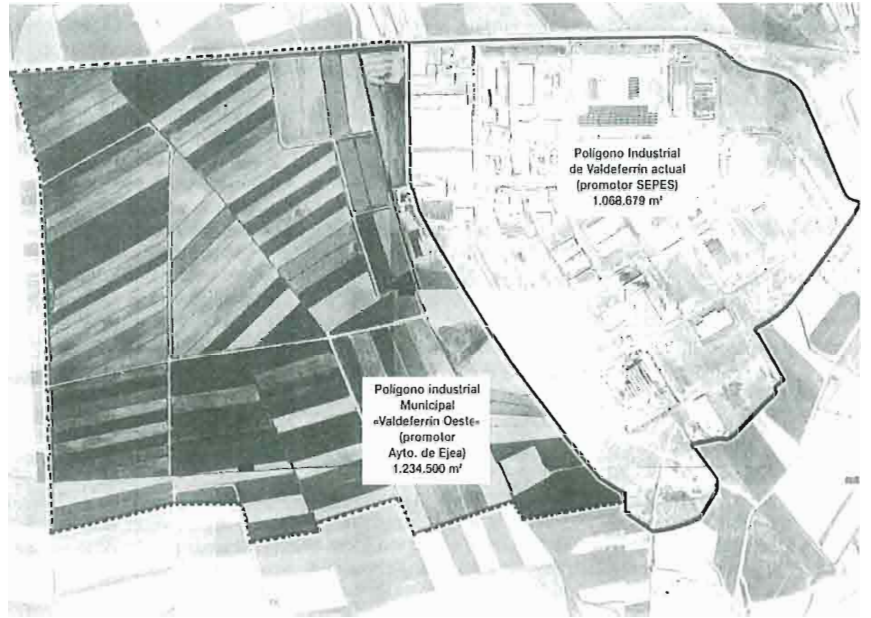 Polígono Industrial
de Valdeferrín actual
(promotor SEPES)
1.068.679 m²
Polígono industrial
Municipal
«Valdeferrín Oeste»
(promotor
Ayto. de Ejea)
1.234.500 m²